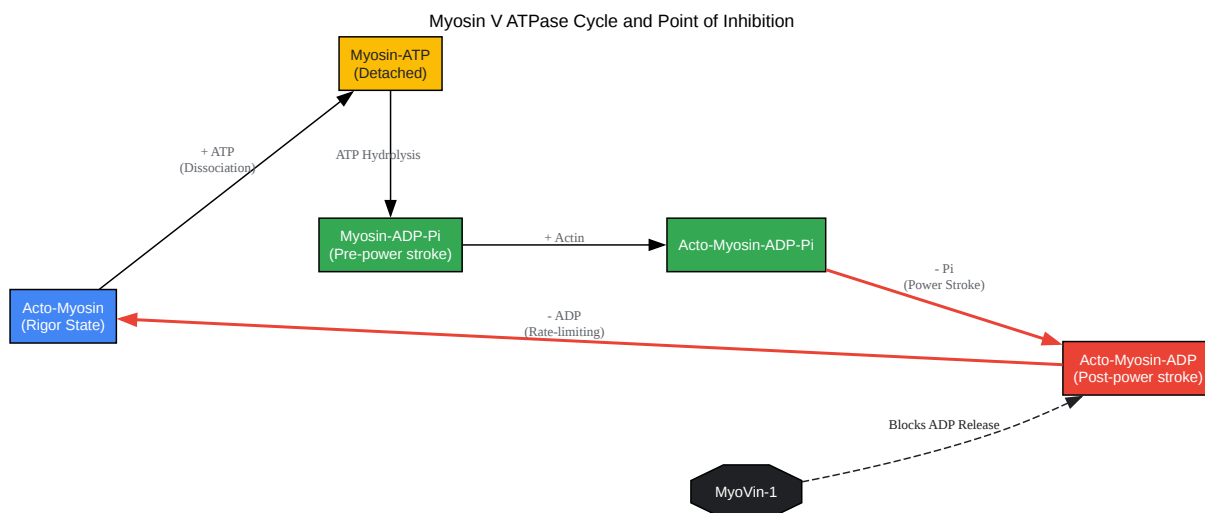 Myosin V ATPase Cycle and Point of Inhibition
Myosin-ATP
(Detached)
+ ATP
(Dissociation)
ATP Hydrolysis
Myosin-ADP-Pi
(Pre-power stroke)
+ Actin
Acto-Myosin-ADP-Pi
- Pi
(Power Stroke)
Acto-Myosin
(Rigor State)
- ADP
(Rate-limiting)
Acto-Myosin-ADP
(Post-power stroke)
Blocks ADP Release
MyoVin-1